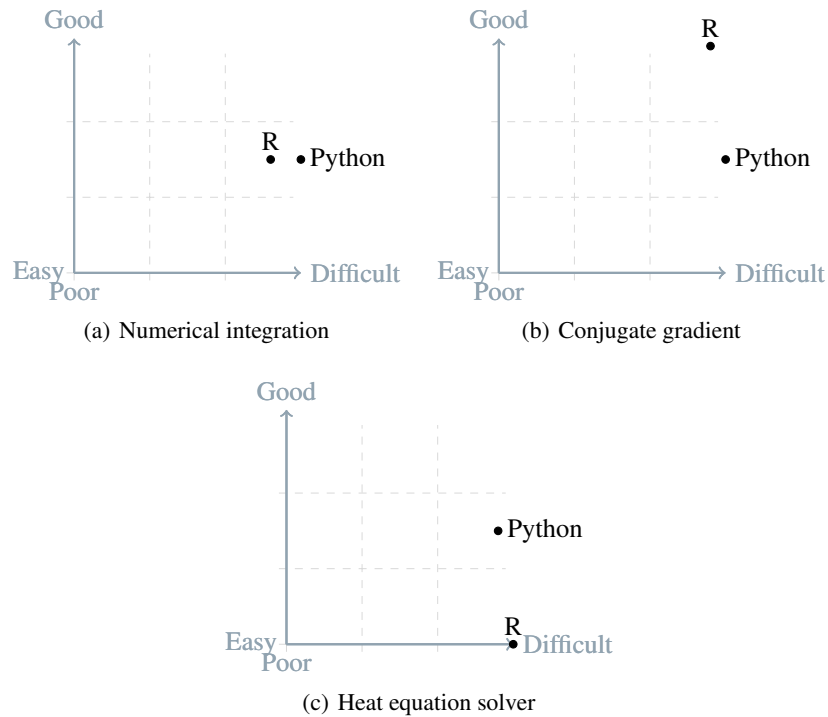 Good
R
Python
Easy
Difficult
Poor
(a) Numerical integration
Good
R
Python
Easy
Difficult
Poor
(b) Conjugate gradient
Good
Python
R
Easy
Difficult
Poor
(c) Heat equation solver